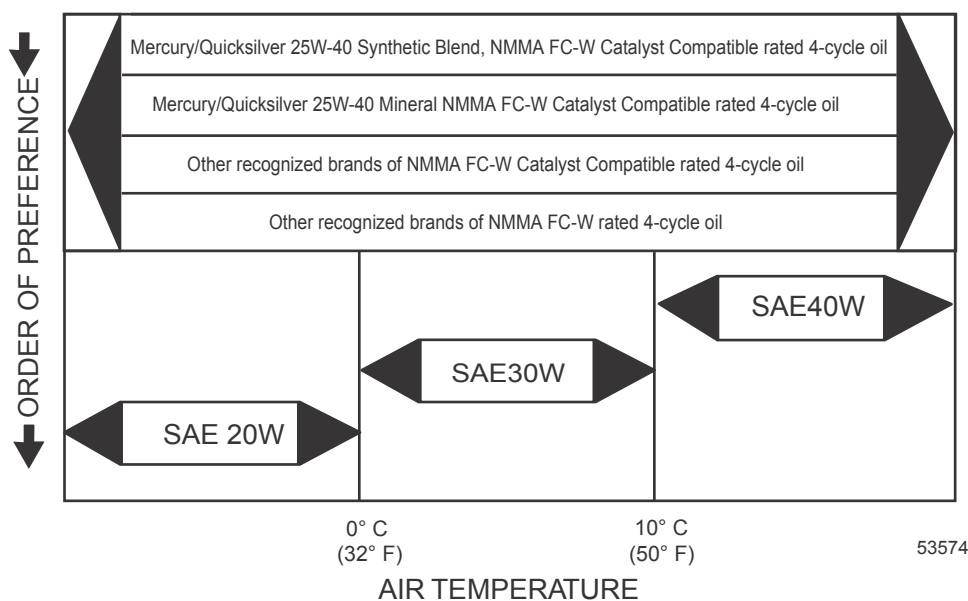 ORDER OF PREFERENCE
Mercury/Quicksilver 25W-40 Synthetic Blend, NMMA FC-W Catalyst Compatible rated 4-cycle oil
Mercury/Quicksilver 25W-40 Mineral NMMA FC-W Catalyst Compatible rated 4-cycle oil
Other recognized brands of NMMA FC-W Catalyst Compatible rated 4-cycle oil
Other recognized brands of NMMA FC-W rated 4-cycle oil
SAE40W
SAE30W
SAE 20W
0° C
(32° F)
10° C
(50° F)
53574
AIR TEMPERATURE